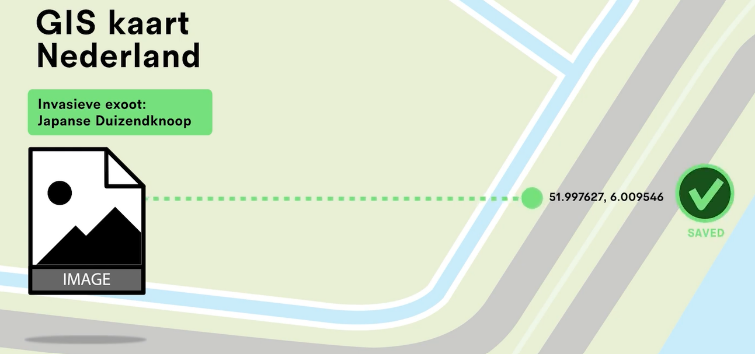 GIS kaart
Nederland
Invasieve exoot:
Japanse Duizendknoop
51.997627, 6.009546
SAVED
IMAGE